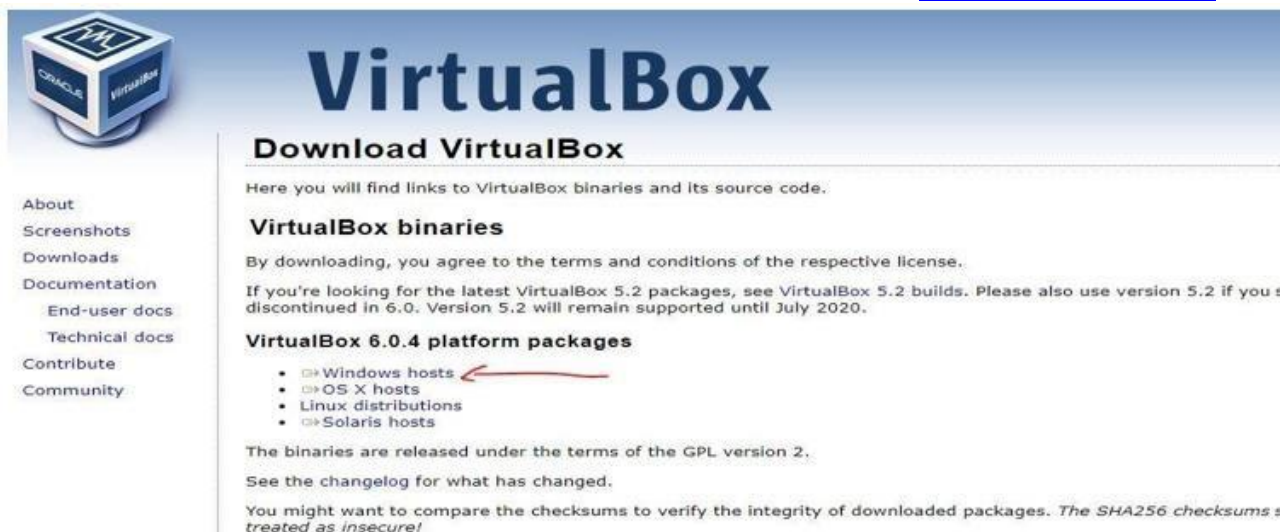 ORACLE
VirtualBox
VirtualBox
Download VirtualBox
Here you will find links to VirtualBox binaries and its source code.
About
Screenshots
Downloads
Documentation
End-user docs
Technical docs
Contribute
Community
VirtualBox binaries
By downloading, you agree to the terms and conditions of the respective license.
If you're looking for the latest VirtualBox 5.2 packages, see VirtualBox 5.2 builds. Please also use version 5.2 if you s
discontinued in 6.0. Version 5.2 will remain supported until July 2020.
VirtualBox 6.0.4 platform packages
• Windows hosts
• OS X hosts
• Linux distributions
• Solaris hosts
The binaries are released under the terms of the GPL version 2.
See the changelog for what has changed.
You might want to compare the checksums to verify the integrity of downloaded packages. The SHA256 checksums s
treated as insecure!